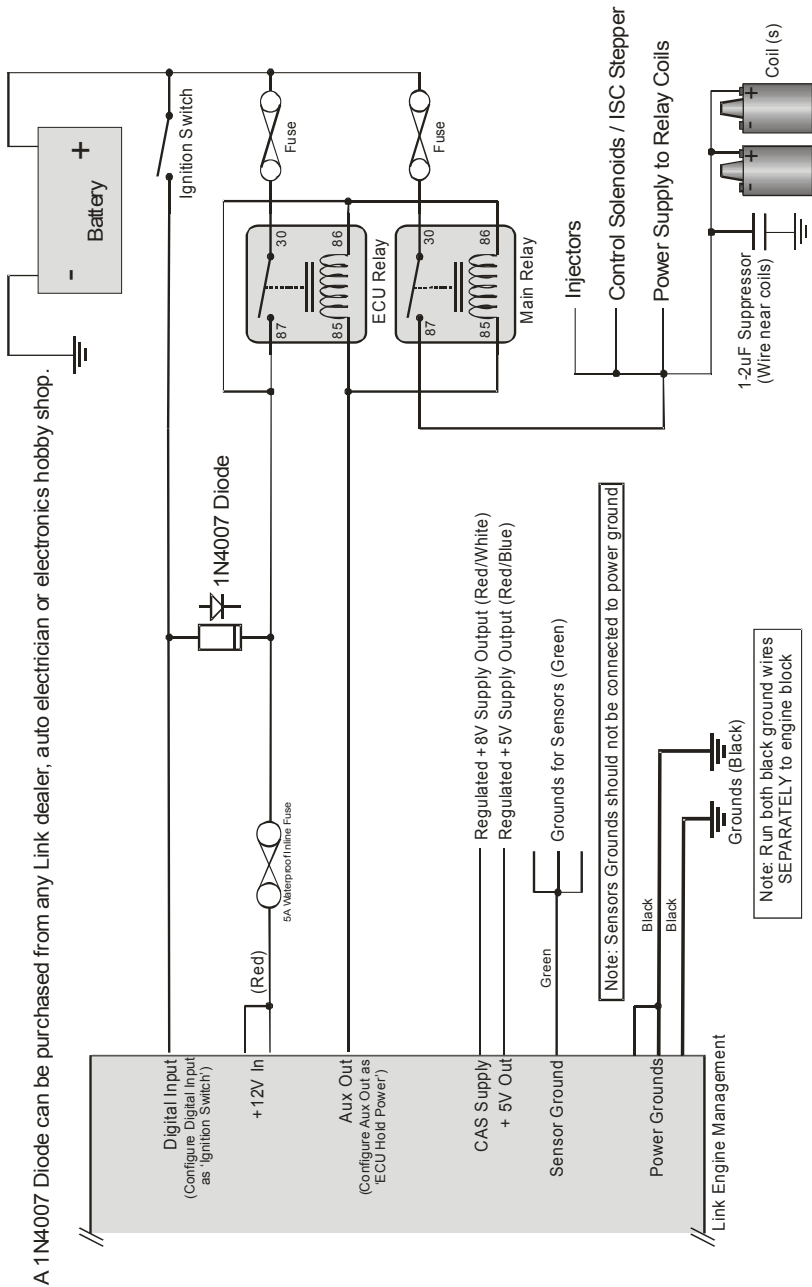 A 1N4007 Diode can be purchased from any Link dealer, auto electrician or electronics hobby shop.
Battery
-
+
Ignition Switch
Fuse
30
87
86
85
ECU Relay
Fuse
30
87
86
85
Main Relay
1N4007 Diode
5A Waterproof Inline Fuse
(Red)
Digital Input
(Configure Digital Input
as 'Ignition Switch')
+12V In
Aux Out
(Configure Aux Out as
'ECU Hold Power')
CAS Supply
+ 5V Out
Regulated + 8V Supply Output (Red/White)
Regulated + 5V Supply Output (Red/Blue)
Sensor Ground
Green
Grounds for Sensors (Green)
Note: Sensors Grounds should not be connected to power ground
Power Grounds
Black
Black
Grounds (Black)
Note: Run both black ground wires
SEPARATELY to engine block
Link Engine Management
Injectors
Control Solenoids / ISC Stepper
Power Supply to Relay Coils
1-2uF Suppressor
(Wire near coils)
-
+
-
+
Coil (s)